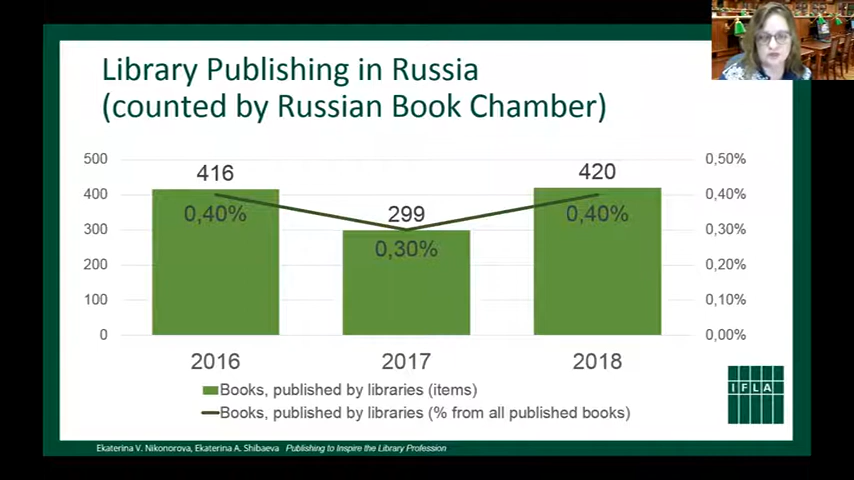 Library Publishing in Russia
(counted by Russian Book Chamber)
500 416 420 0,50%
400 0,40% 299 0,40% 0,40%
300 0,30% 0,30%
200 0,20%
100 0,10%
0 0,00%
2016 2017 2018
Books, published by libraries (items)
Books, published by libraries (% from all published books)
IFLA
Ekaterina V. Nikonorova, Ekaterina A. Shibaeva Publishing to Inspire the Library Profession